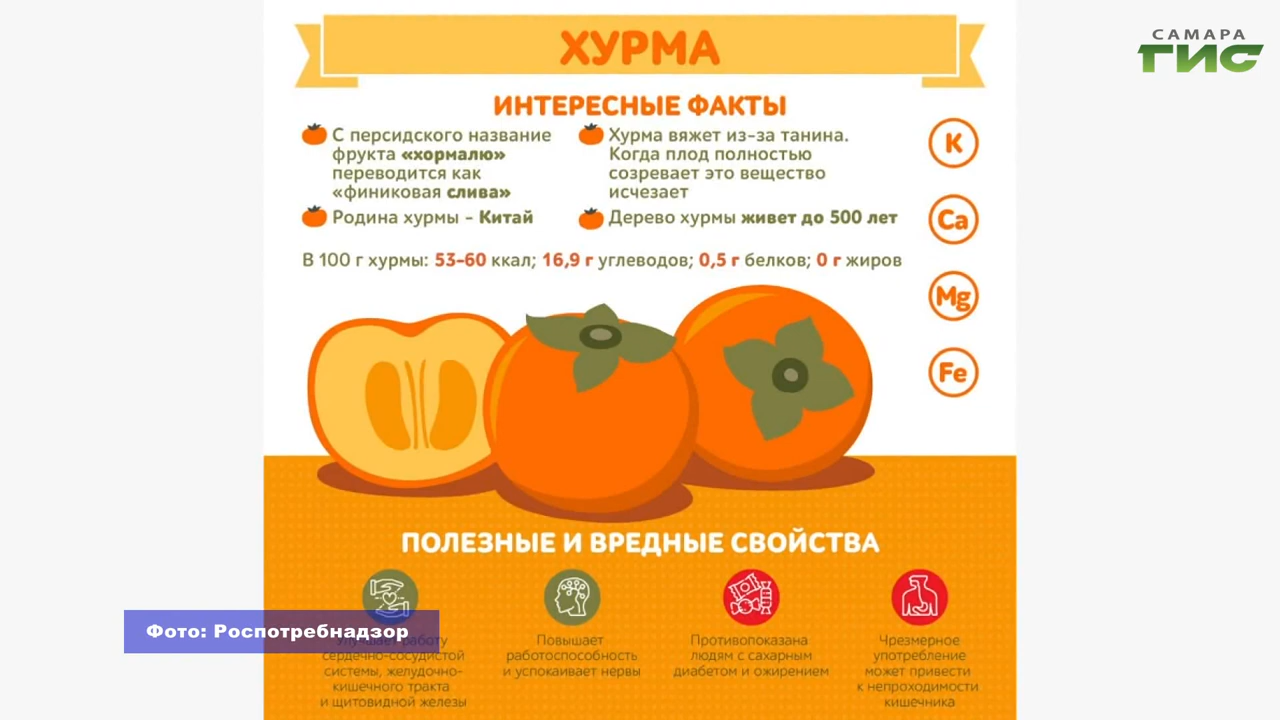 ХУРМА
САМАРА
ГИС
ИНТЕРЕСНЫЕ ФАКТЫ
С персидского название
фрукта «хормалю»
переводится как
«финиковая слива»
Родина хурмы - Китай
Хурма вяжет из-за танина.
Когда плод полностью
созревает это вещество
исчезает
Дерево хурмы живет до 500 лет
K
Ca
Mg
Fe
В 100 г хурмы: 53-60 ккал; 16,9 г углеводов; 0,5 г белков; 0 г жиров
ПОЛЕЗНЫЕ И ВРЕДНЫЕ СВОЙСТВА
Фото: Роспотребнадзор
Улучшает работу
сердечно-сосудистой
системы, желудочно-
кишечного тракта
и щитовидной железы
Повышает
работоспособность
и успокаивает нервы
Противопоказана
людям с сахарным
диабетом и ожирением
Чрезмерное
употребление
может привести
к непроходимости
кишечника